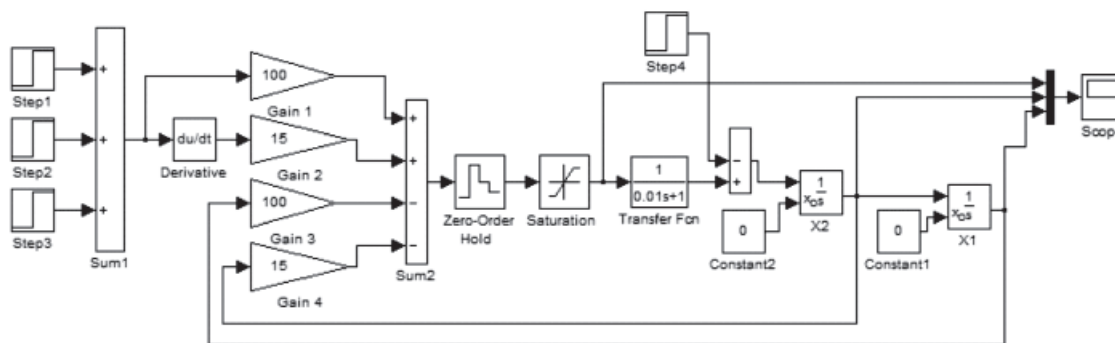 Step1
Step2
Step3
+
+
+
Sum1
du/dt
Derivative
100
Gain 1
15
Gain 2
100
Gain 3
15
Gain 4
+
+
−
−
Sum2
Zero-Order
Hold
Saturation
1
0.01s+1
Transfer Fcn
Step4
−
+
0
Constant2
1
xo s
X2
0
Constant1
1
xo s
X1
Scop